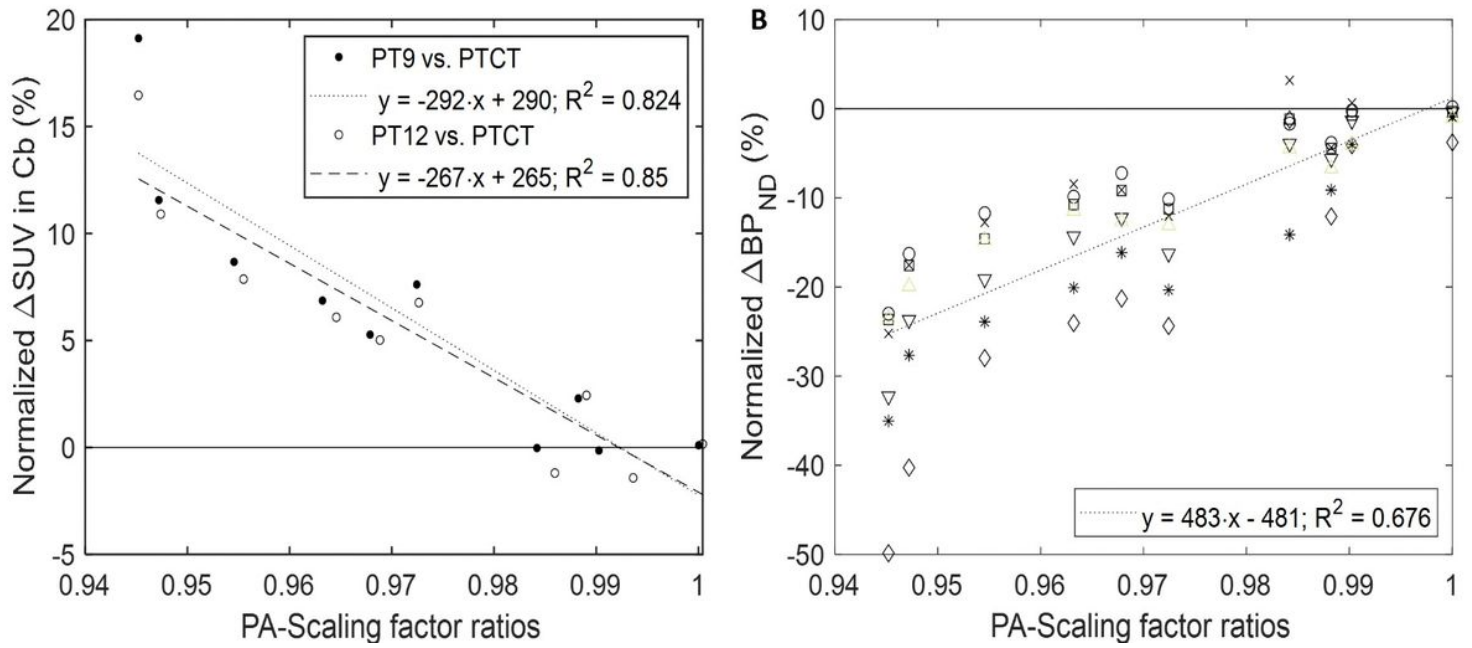 20
15
10
5
0
-5
Normalized ΔSUV in Cb (%)
PT9 vs. PTCT
y = -292·x + 290; R² = 0.824
PT12 vs. PTCT
y = -267·x + 265; R² = 0.85
0.94 0.95 0.96 0.97 0.98 0.99 1
PA-Scaling factor ratios
B
10
0
-10
-20
-30
-40
-50
Normalized ΔBP_ND (%)
y = 483·x - 481; R² = 0.676
0.94 0.95 0.96 0.97 0.98 0.99 1
PA-Scaling factor ratios